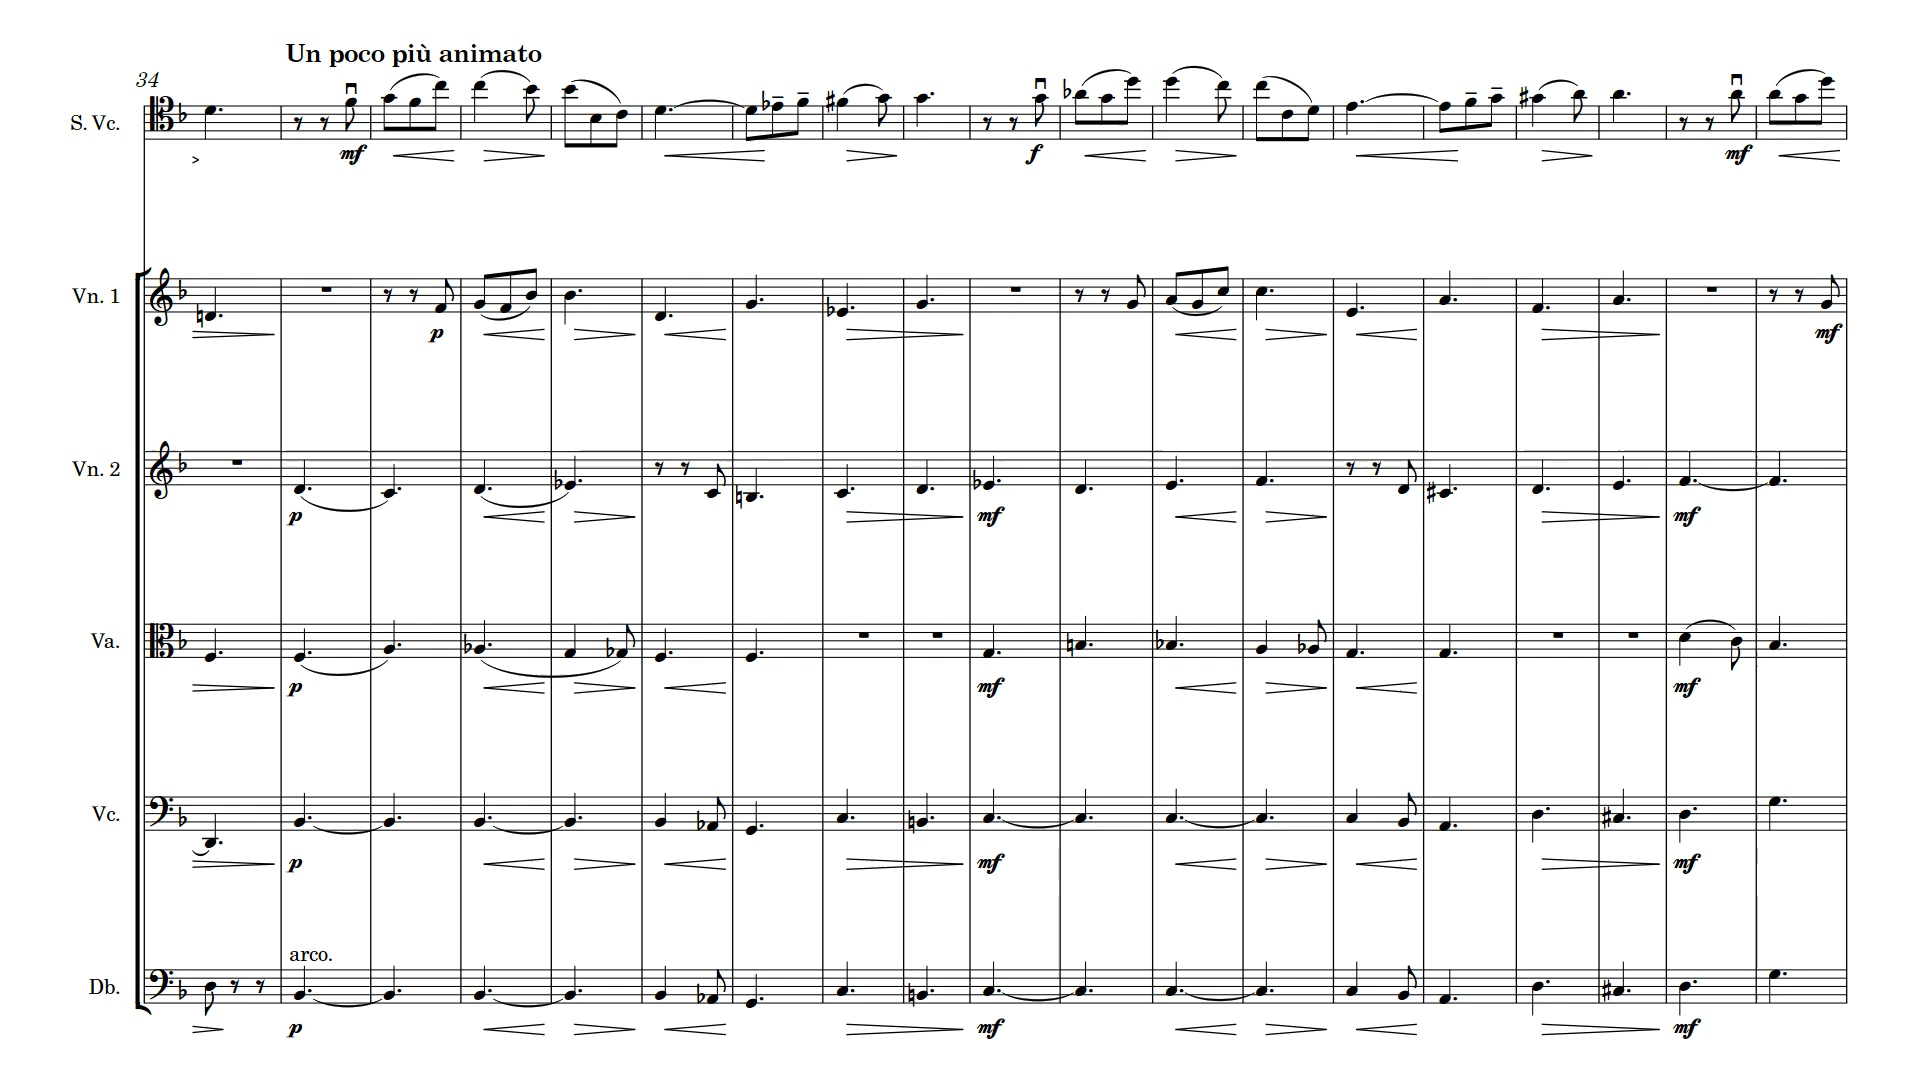 Un poco più animato
34
S. Vc.
mf f mf
Vn. 1
p mf
Vn. 2
p mf mf
Va.
p mf mf
Vc.
p mf mf
arco.
Db.
p mf mf